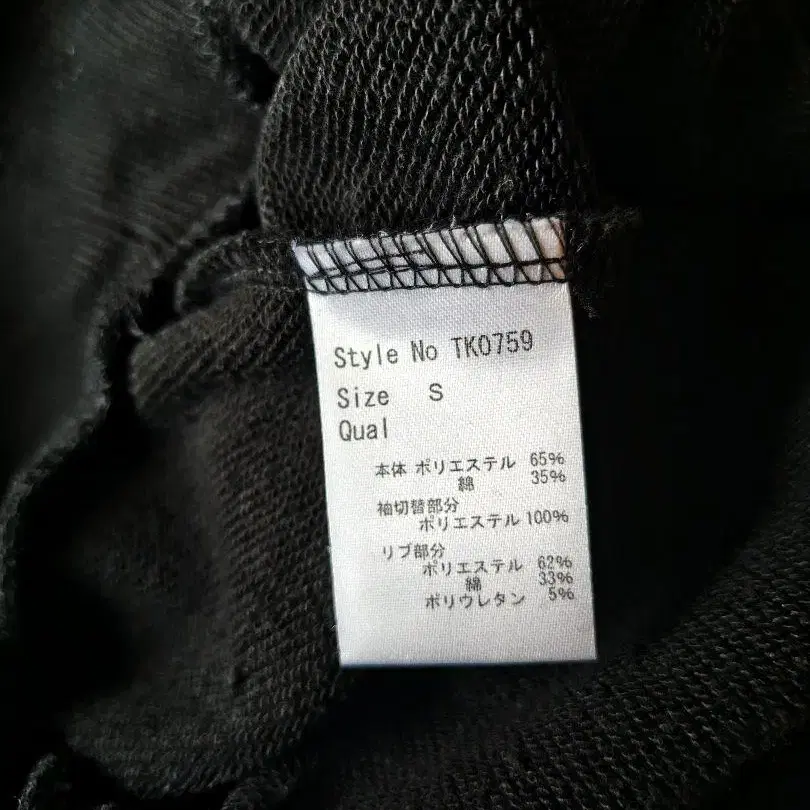 Style No TK0759
Size S
Qual
本体 ポリエステル 65%
綿 35%
袖切替部分
ポリエステル 100%
リブ部分
ポリエステル 62%
綿 33%
ポリウレタン 5%